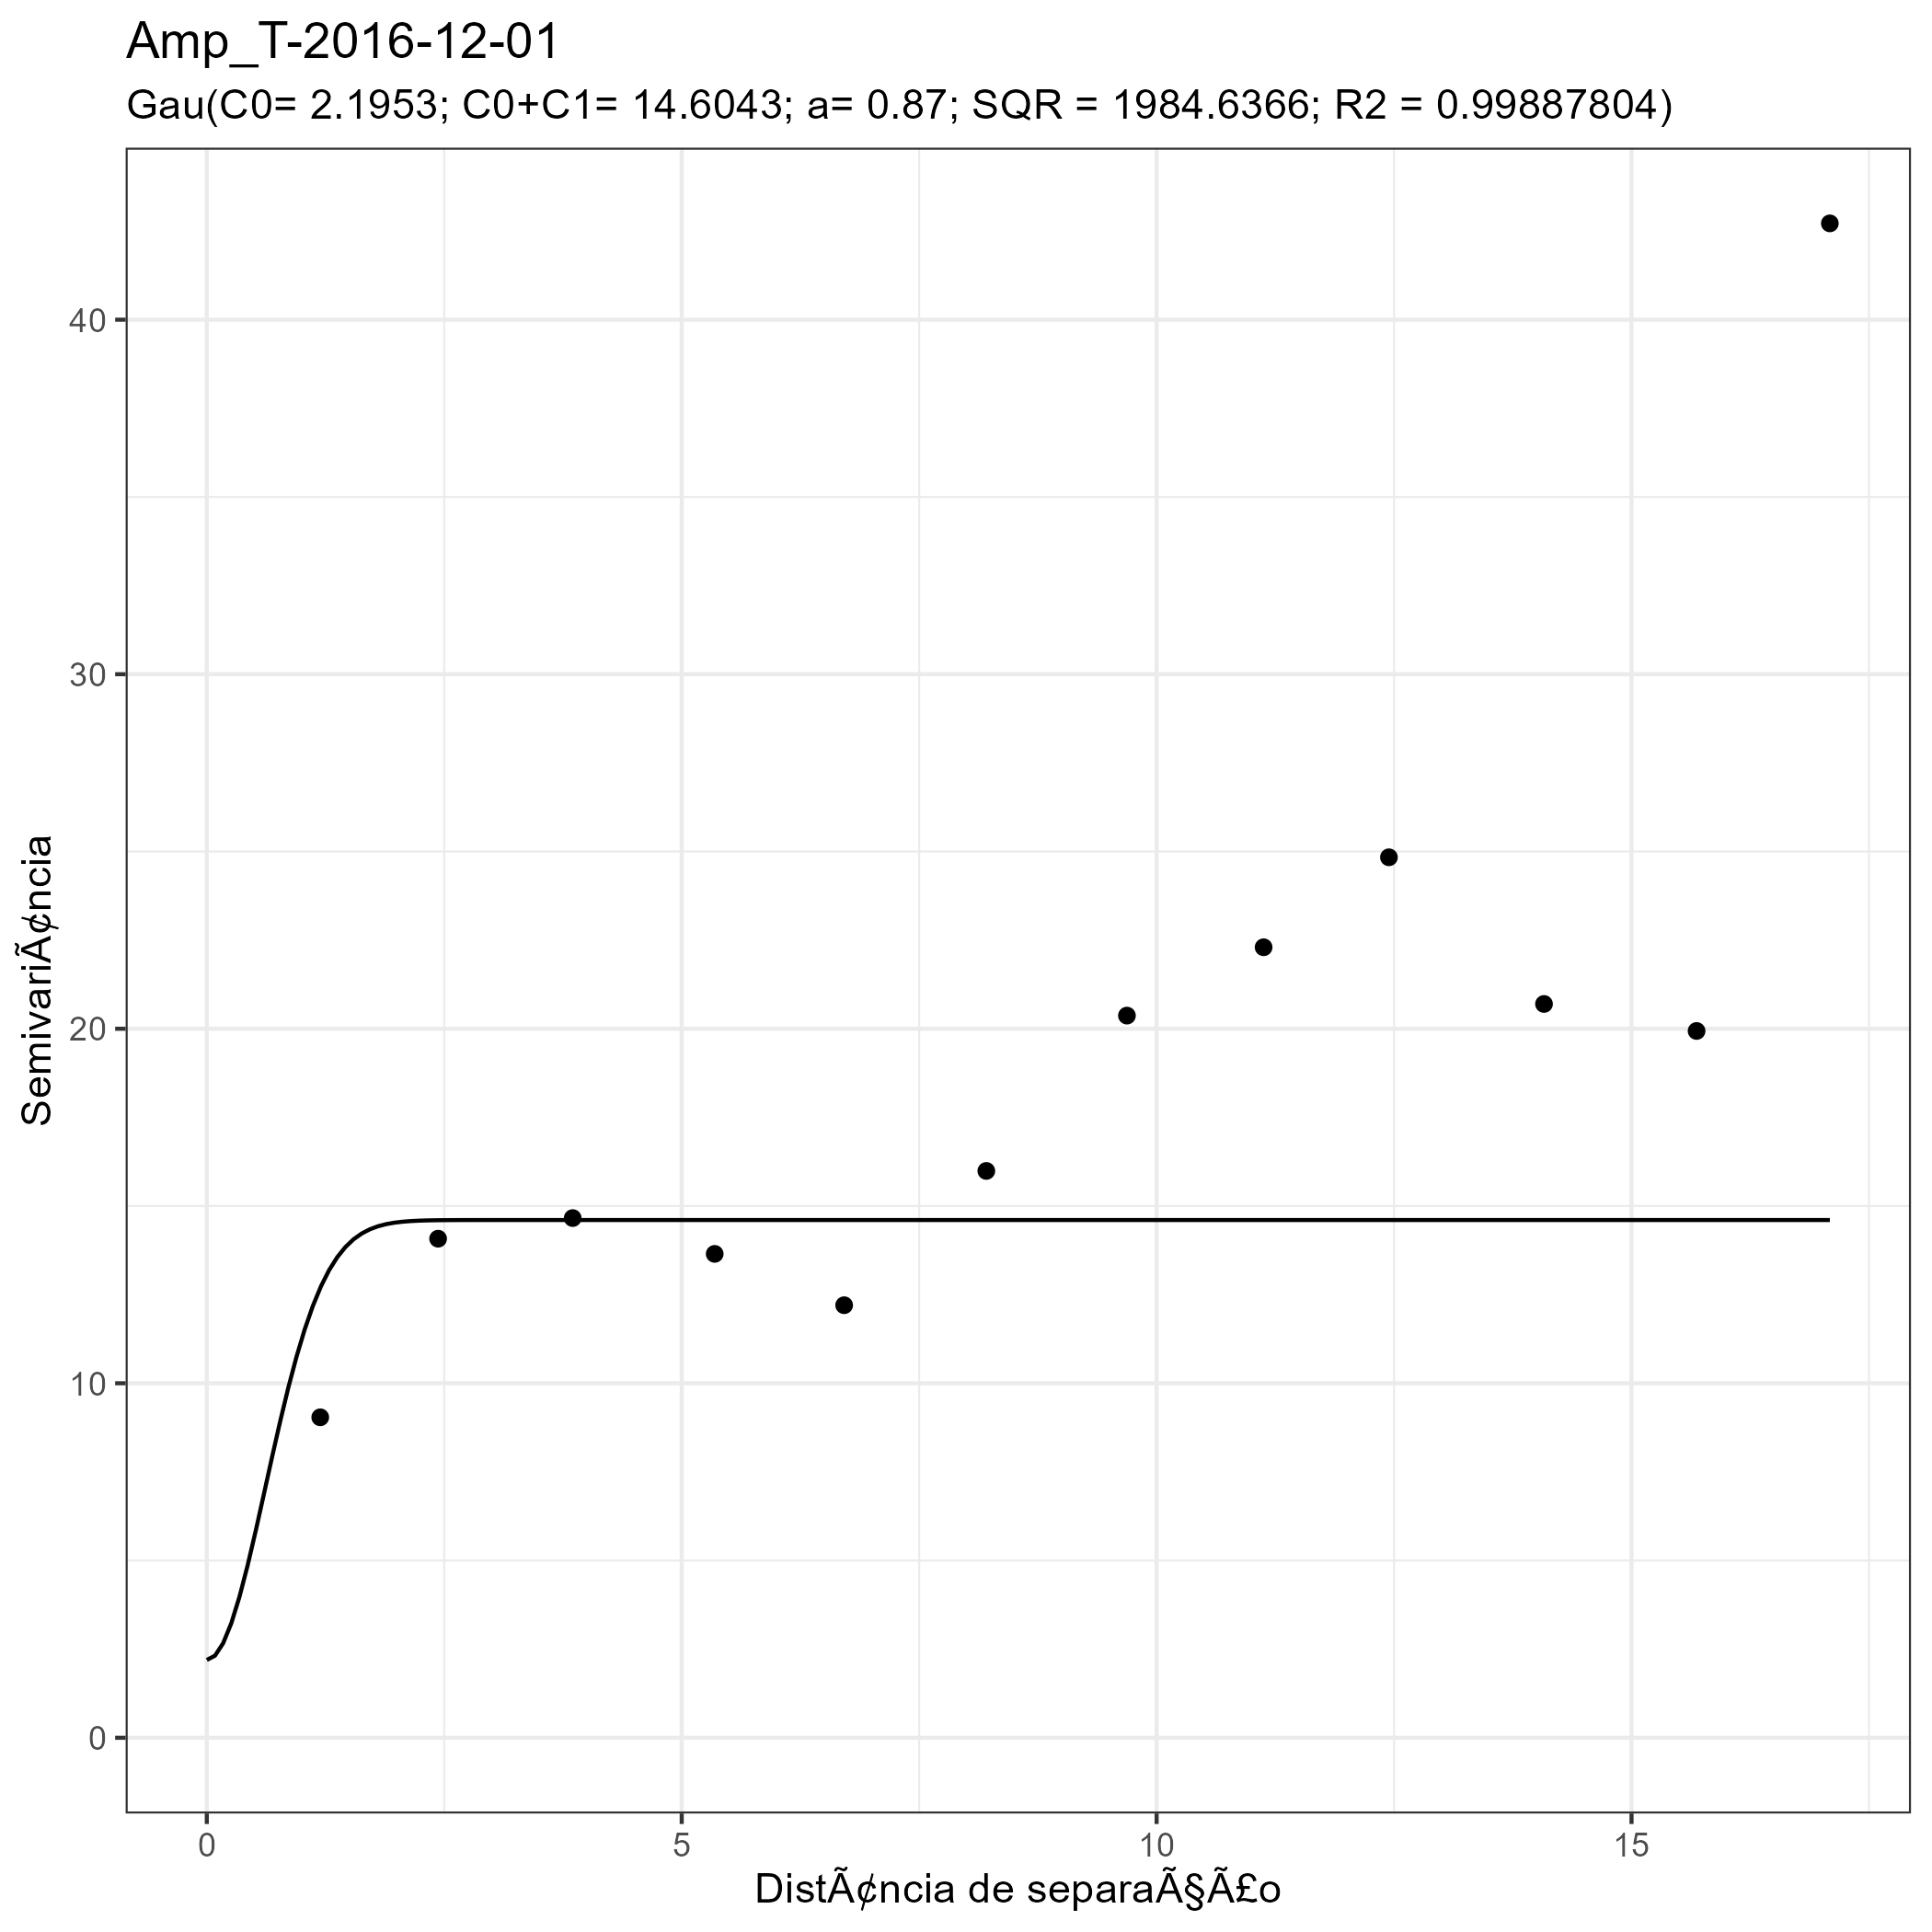 Amp_T-2016-12-01
Gau(C0= 2.1953; C0+C1= 14.6043; a= 0.87; SQR = 1984.6366; R2 = 0.99887804)
SemivariÃ¢ncia
40
30
20
10
0
0 5 10 15
DistÃ¢ncia de separaÃ§Ã£o